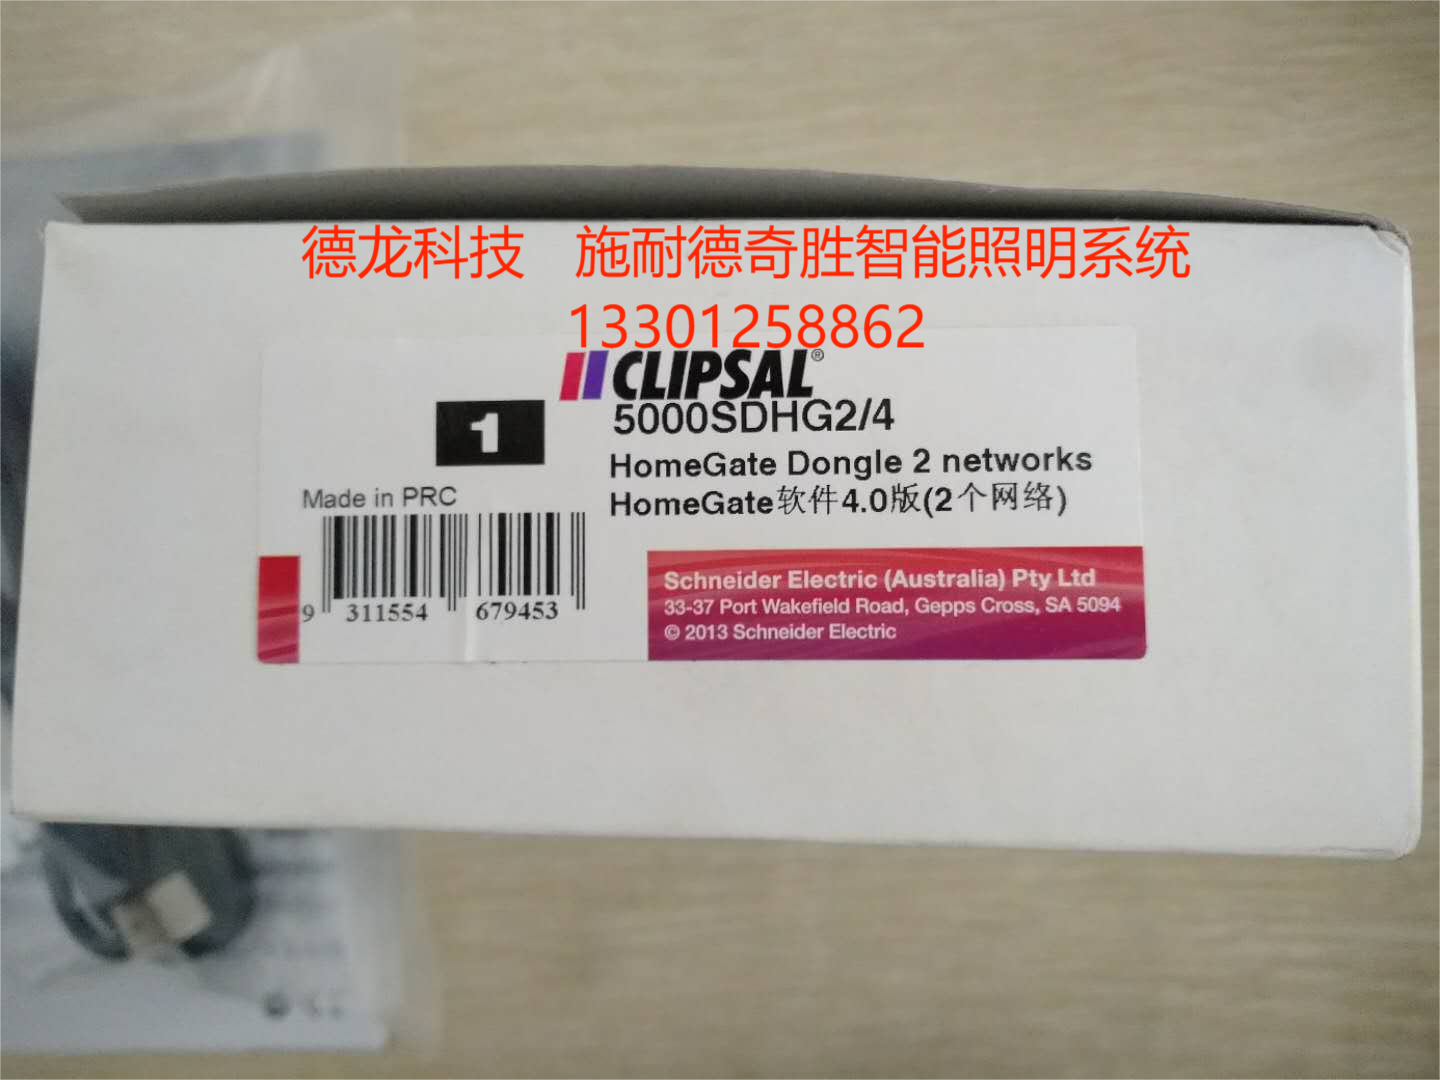 德龙科技 施耐德奇胜智能照明系统
13301258862
CLIPSAL®
5000SDHG2/4
1
HomeGate Dongle 2 networks
HomeGate软件4.0版(2个网络)
Made in PRC
9 311554 679453
Schneider Electric (Australia) Pty Ltd
33-37 Port Wakefield Road, Gepps Cross, SA 5094
© 2013 Schneider Electric